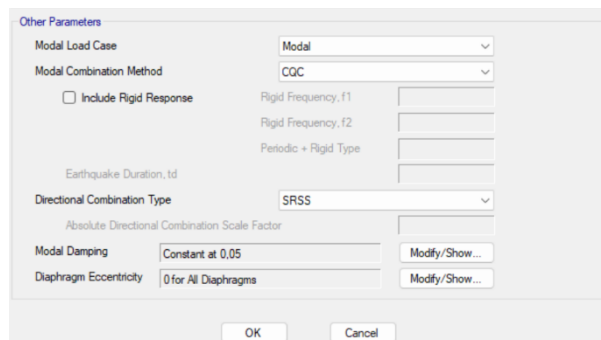 Other Parameters
Modal Load Case Modal
Modal Combination Method CQC
Include Rigid Response Rigid Frequency, f1
Rigid Frequency, f2
Periodic + Rigid Type
Earthquake Duration, td
Directional Combination Type SRSS
Absolute Directional Combination Scale Factor
Modal Damping Constant at 0,05 Modify/Show...
Diaphragm Eccentricity 0 for All Diaphragms Modify/Show...
OK Cancel